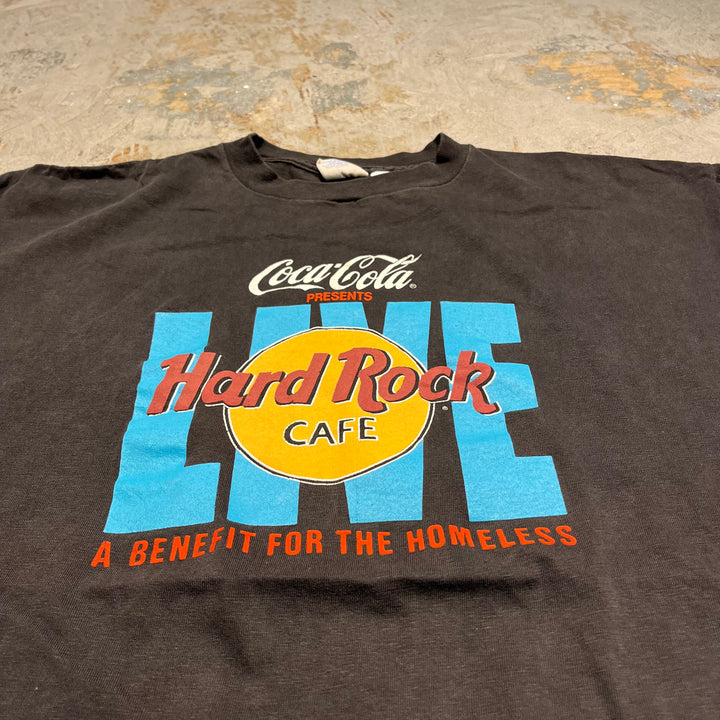 Coca-Cola®
PRESENTS
LIVE
Hard Rock®
CAFE
A BENEFIT FOR THE HOMELESS